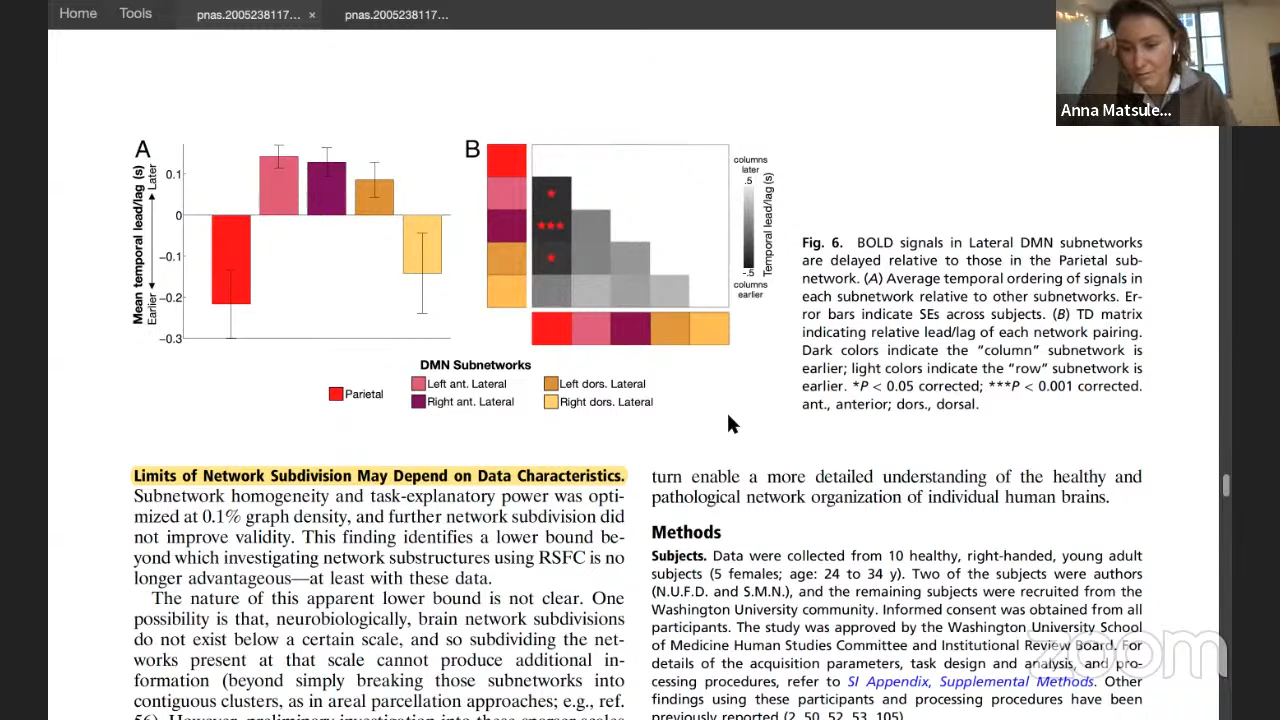 Home Tools pnas.2005238117... × pnas.2005238117...
Anna Matsule...
A
Mean temporal lead/lag (s)
Earlier Later
0.1
0
−0.1
−0.2
−0.3
B
*
***
*
columns
later
.5
Temporal lead/lag (s)
-.5
columns
earlier
DMN Subnetworks
Parietal
Left ant. Lateral
Left dors. Lateral
Right ant. Lateral
Right dors. Lateral
Fig. 6. BOLD signals in Lateral DMN subnetworks
are delayed relative to those in the Parietal sub-
network. (A) Average temporal ordering of signals in
each subnetwork relative to other subnetworks. Er-
ror bars indicate SEs across subjects. (B) TD matrix
indicating relative lead/lag of each network pairing.
Dark colors indicate the “column” subnetwork is
earlier; light colors indicate the “row” subnetwork is
earlier. *P < 0.05 corrected; ***P < 0.001 corrected.
ant., anterior; dors., dorsal.
Limits of Network Subdivision May Depend on Data Characteristics.
Subnetwork homogeneity and task-explanatory power was opti-
mized at 0.1% graph density, and further network subdivision did
not improve validity. This finding identifies a lower bound be-
yond which investigating network substructures using RSFC is no
longer advantageous—at least with these data.
The nature of this apparent lower bound is not clear. One
possibility is that, neurobiologically, brain network subdivisions
do not exist below a certain scale, and so subdividing the net-
works present at that scale cannot produce additional in-
formation (beyond simply breaking those subnetworks into
contiguous clusters, as in areal parcellation approaches; e.g., ref.
56). However, preliminary investigation into these sparser scales
turn enable a more detailed understanding of the healthy and
pathological network organization of individual human brains.
Methods
Subjects. Data were collected from 10 healthy, right-handed, young adult
subjects (5 females; age: 24 to 34 y). Two of the subjects were authors
(N.U.F.D. and S.M.N.), and the remaining subjects were recruited from the
Washington University community. Informed consent was obtained from all
participants. The study was approved by the Washington University School
of Medicine Human Studies Committee and Institutional Review Board. For
details of the acquisition parameters, task design and analysis, and pro-
cessing procedures, refer to SI Appendix, Supplemental Methods. Other
findings using these participants and processing procedures have been
previously reported (2, 50, 52, 53, 105).
zoom